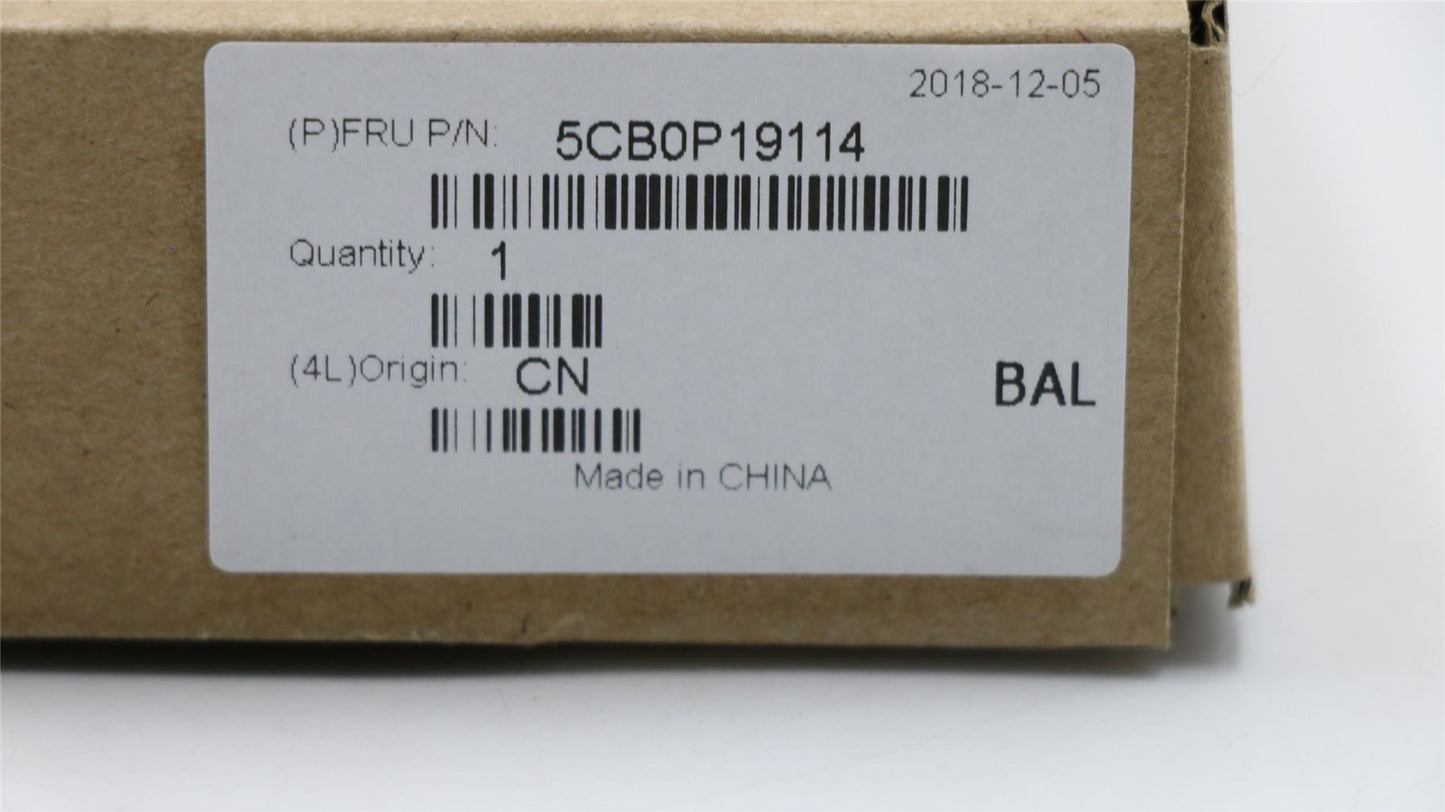 2018-12-05
(P)FRU P/N: 5CB0P19114
Quantity: 1
(4L)Origin: CN
BAL
Made in CHINA